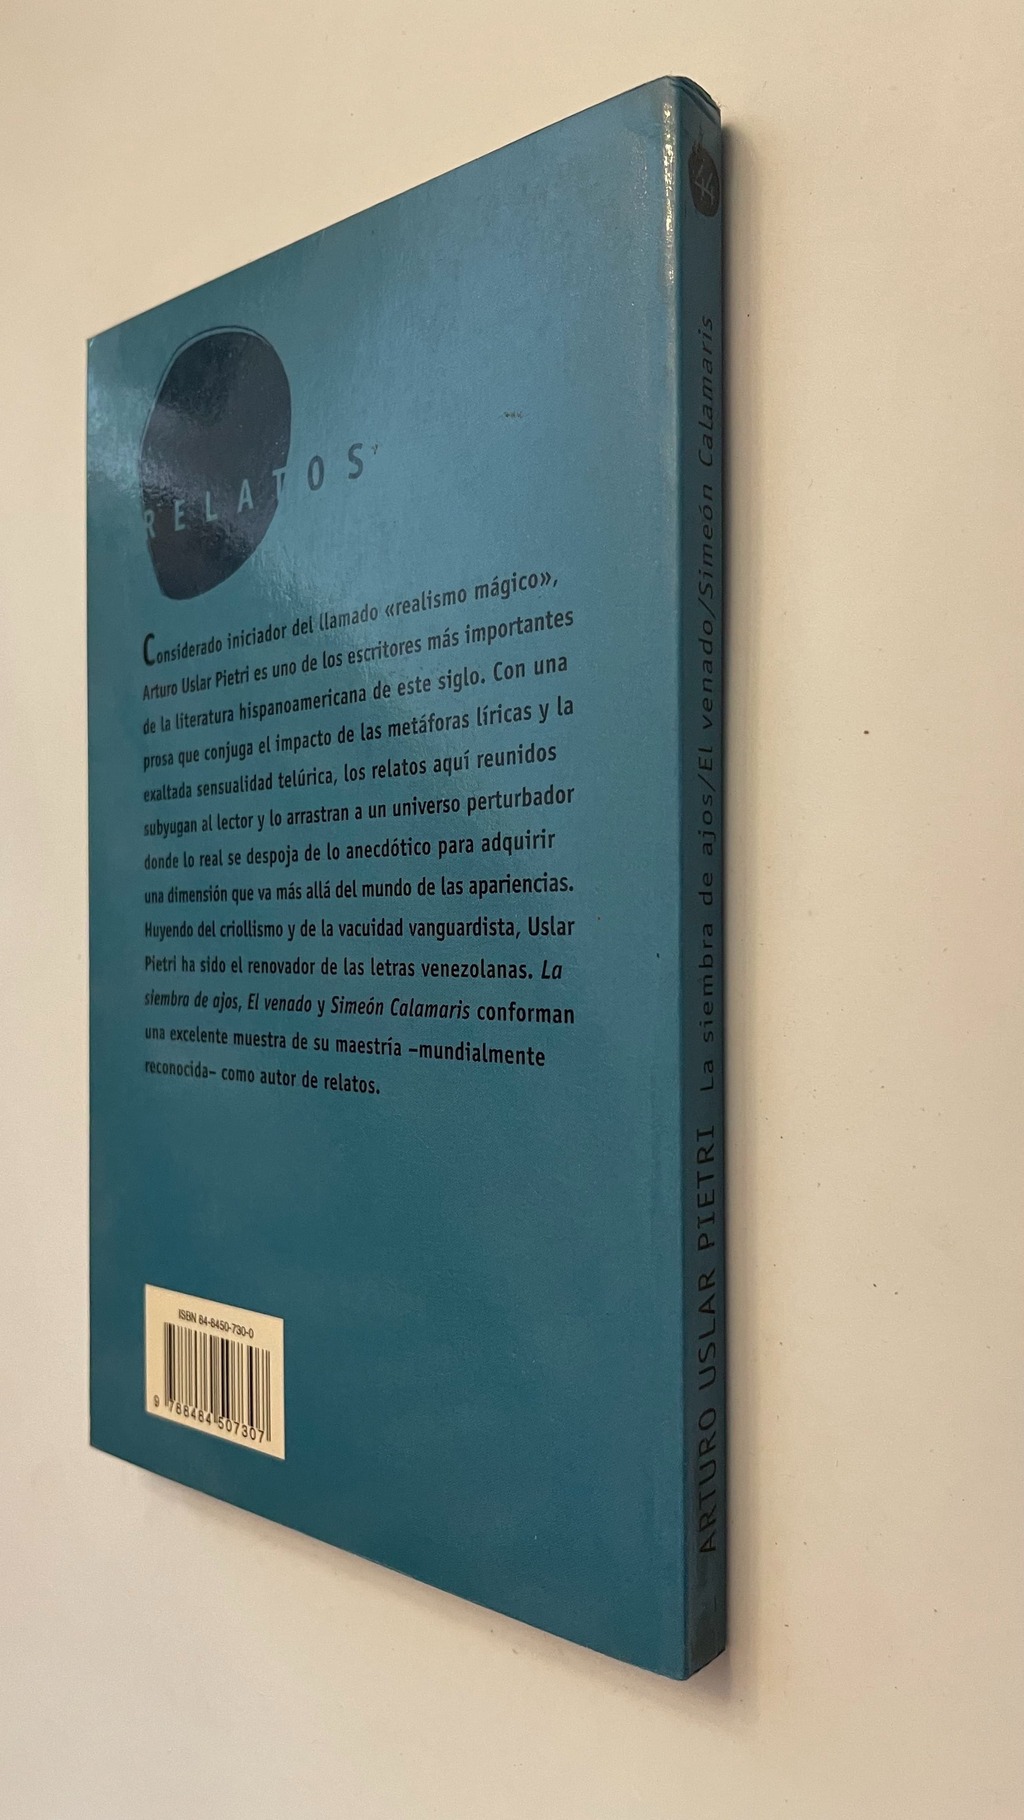 RELATOS
Considerado iniciador del llamado «realismo mágico»,
Arturo Uslar Pietri es uno de los escritores más importantes
de la literatura hispanoamericana de este siglo. Con una
prosa que conjuga el impacto de las metáforas líricas y la
exaltada sensualidad telúrica, los relatos aquí reunidos
subyugan al lector y lo arrastran a un universo perturbador
donde lo real se despoja de lo anecdótico para adquirir
una dimensión que va más allá del mundo de las apariencias.
Huyendo del criollismo y de la vacuidad vanguardista, Uslar
Pietri ha sido el renovador de las letras venezolanas. La
siembra de ajos, El venado y Simeón Calamaris conforman
una excelente muestra de su maestría –mundialmente
reconocida– como autor de relatos.
ISBN 84-8450-730-0
9 788484 507307
ARTURO USLAR PIETRI La siembra de ajos/El venado/Simeón Calamaris
44